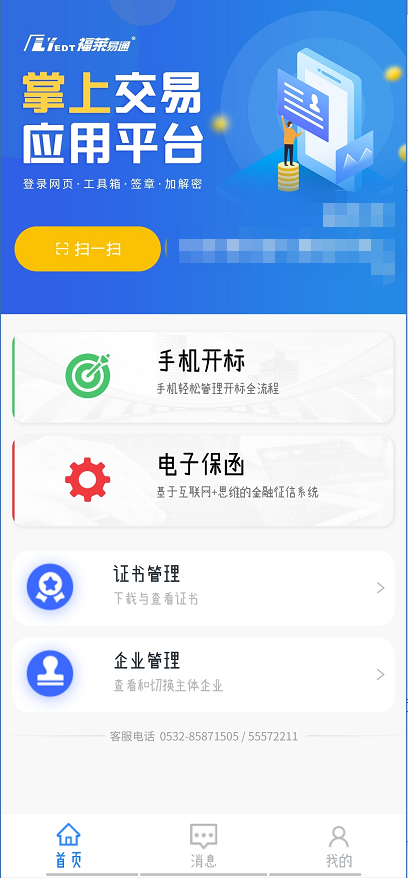 EDT 福莱易通®
掌上交易
应用平台
登录网页·工具箱·签章·加解密
扫一扫
手机开标
手机轻松管理开标全流程
电子保函
基于互联网+思维的金融征信系统
证书管理
下载与查看证书
企业管理
查看和切换主体企业
客服电话 0532-85871505 / 55572211
首页
消息
我的